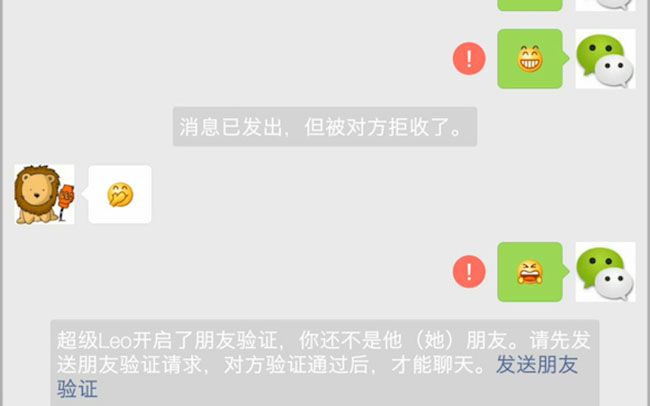 !
消息已发出，但被对方拒收了。
!
超级Leo开启了朋友验证，你还不是他（她）朋友。请先发
送朋友验证请求，对方验证通过后，才能聊天。发送朋友
验证